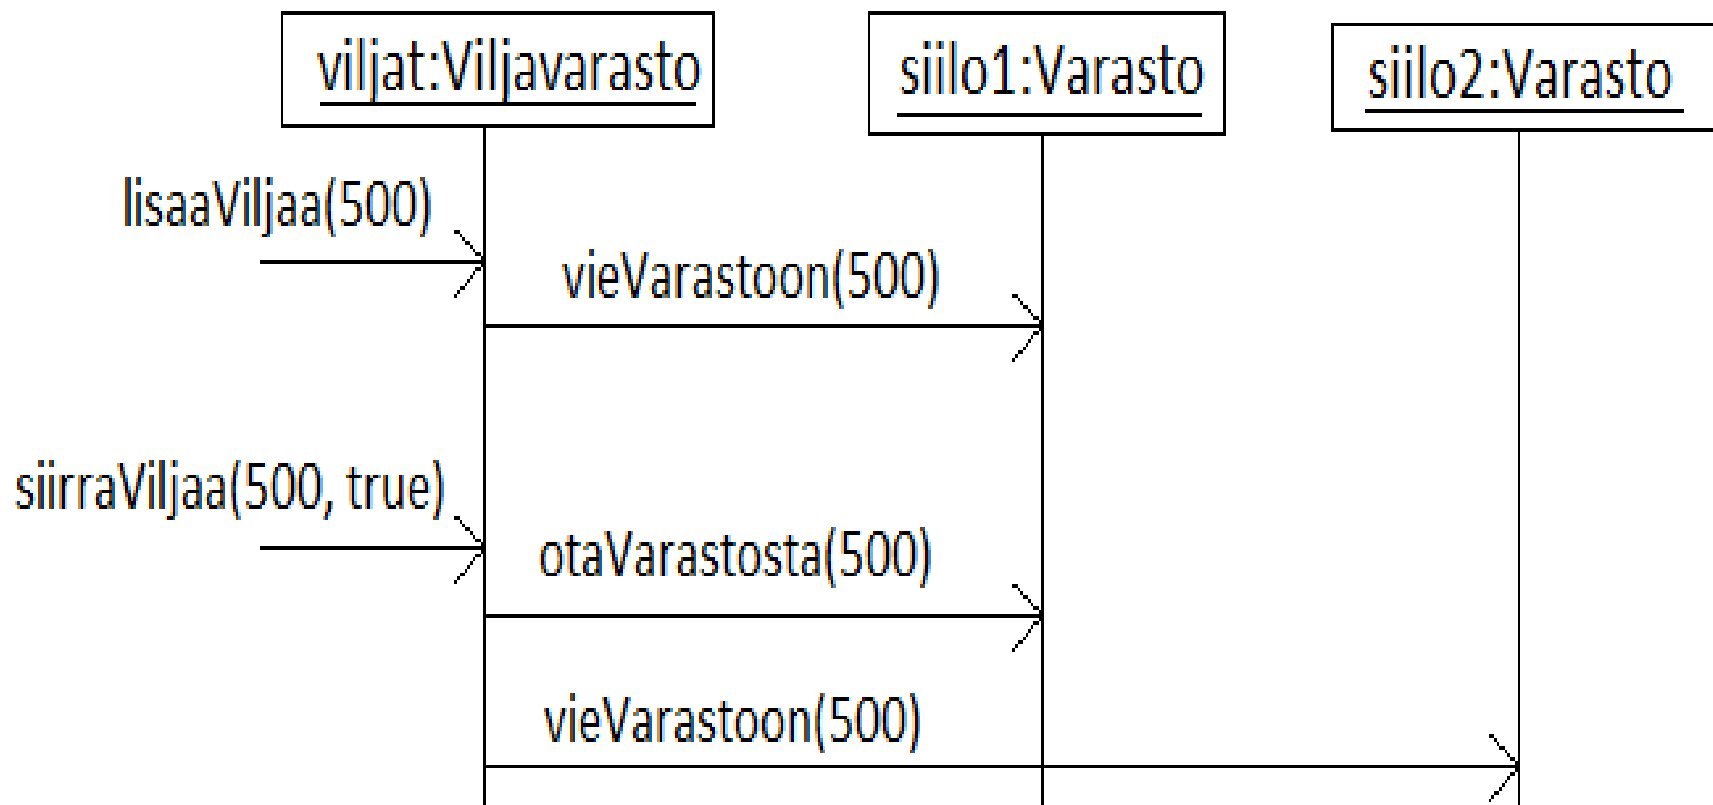 viljat:Viljavarasto
siilo1:Varasto
siilo2:Varasto
lisaaViljaa(500)
vieVarastoon(500)
siirraViljaa(500, true)
otaVarastosta(500)
vieVarastoon(500)